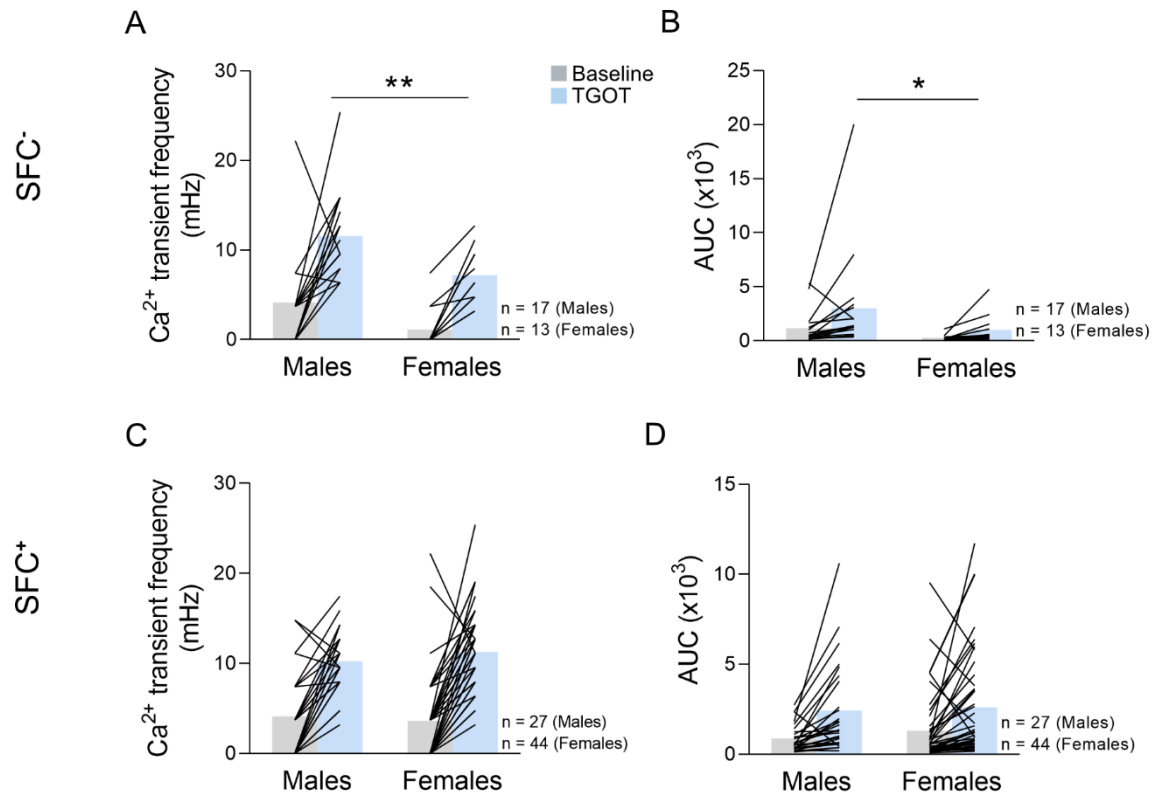 A
B
SFC⁻
Ca²⁺ transient frequency
(mHz)
30
20
10
0
**
Baseline
TGOT
n = 17 (Males)
n = 13 (Females)
Males
Females
AUC (x10³)
25
20
15
10
5
0
*
n = 17 (Males)
n = 13 (Females)
Males
Females
C
D
SFC⁺
Ca²⁺ transient frequency
(mHz)
30
20
10
0
n = 27 (Males)
n = 44 (Females)
Males
Females
AUC (x10³)
15
10
5
0
n = 27 (Males)
n = 44 (Females)
Males
Females